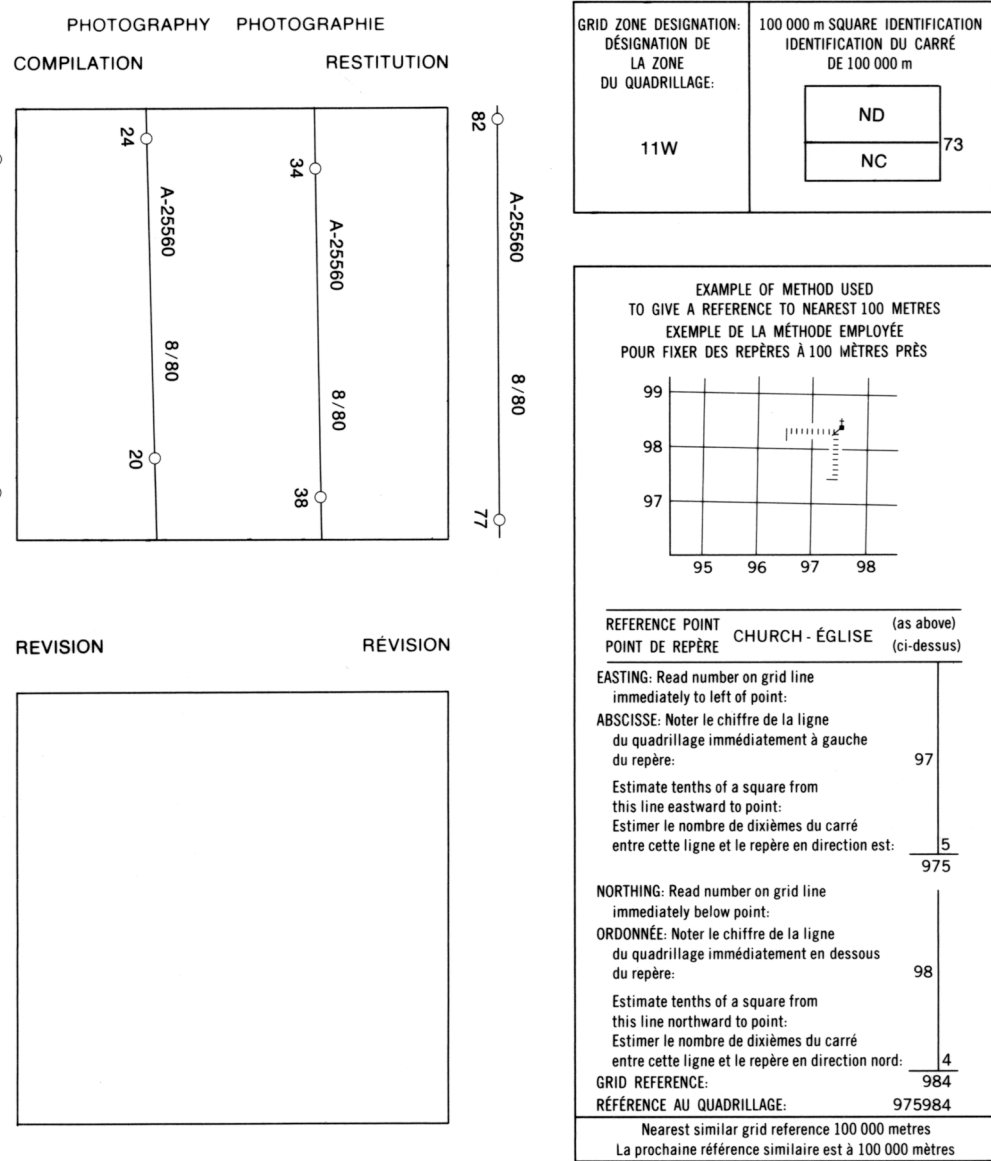 PHOTOGRAPHY PHOTOGRAPHIE
COMPILATION RESTITUTION
24
A-25560
8/80
20
34
A-25560
8/80
38
82
A-25560
8/80
77
REVISION RÉVISION
GRID ZONE DESIGNATION:
DÉSIGNATION DE
LA ZONE
DU QUADRILLAGE:
11W
100 000 m SQUARE IDENTIFICATION
IDENTIFICATION DU CARRÉ
DE 100 000 m
ND
73
NC
EXAMPLE OF METHOD USED
TO GIVE A REFERENCE TO NEAREST 100 METRES
EXEMPLE DE LA MÉTHODE EMPLOYÉE
POUR FIXER DES REPÈRES À 100 MÈTRES PRÈS
99
98
97
95 96 97 98
REFERENCE POINT
POINT DE REPÈRE
CHURCH - ÉGLISE
(as above)
(ci-dessus)
EASTING: Read number on grid line
immediately to left of point:
ABSCISSE: Noter le chiffre de la ligne
du quadrillage immédiatement à gauche
du repère: 97
Estimate tenths of a square from
this line eastward to point:
Estimer le nombre de dixièmes du carré
entre cette ligne et le repère en direction est: 5
975
NORTHING: Read number on grid line
immediately below point:
ORDONNÉE: Noter le chiffre de la ligne
du quadrillage immédiatement en dessous
du repère: 98
Estimate tenths of a square from
this line northward to point:
Estimer le nombre de dixièmes du carré
entre cette ligne et le repère en direction nord: 4
GRID REFERENCE: 984
RÉFÉRENCE AU QUADRILLAGE: 975984
Nearest similar grid reference 100 000 metres
La prochaine référence similaire est à 100 000 mètres